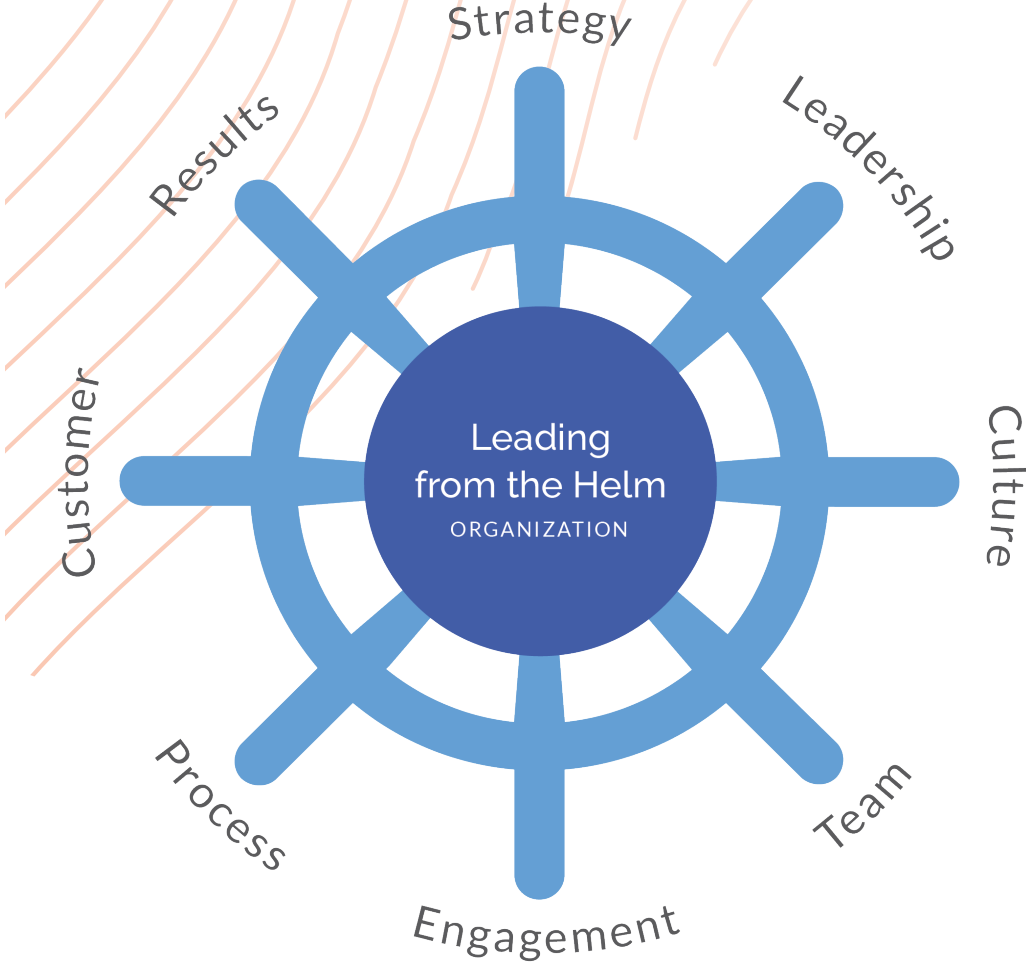 Strategy
Leadership
Culture
Team
Engagement
Process
Customer
Results
Leading
from the Helm
ORGANIZATION